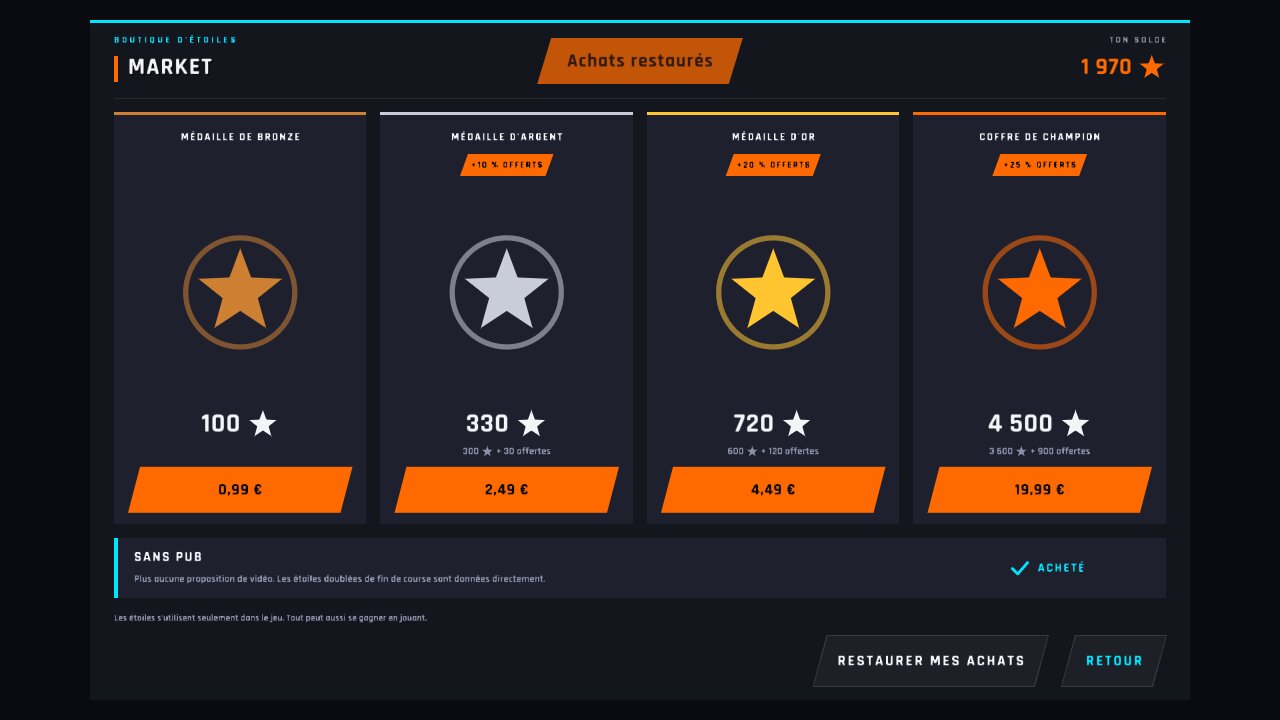 BOUTIQUE D'ÉTOILES
MARKET
Achats restaurés
TON SOLDE
1 970
MÉDAILLE DE BRONZE
100
0,99 €
MÉDAILLE D'ARGENT
+10 % OFFERTS
330
300 + 30 offertes
2,49 €
MÉDAILLE D'OR
+20 % OFFERTS
720
600 + 120 offertes
4,49 €
COFFRE DE CHAMPION
+25 % OFFERTS
4 500
3 600 + 900 offertes
19,99 €
SANS PUB
Plus aucune proposition de vidéo. Les étoiles doublées de fin de course sont données directement.
ACHETÉ
Les étoiles s'utilisent seulement dans le jeu. Tout peut aussi se gagner en jouant.
RESTAURER MES ACHATS
RETOUR